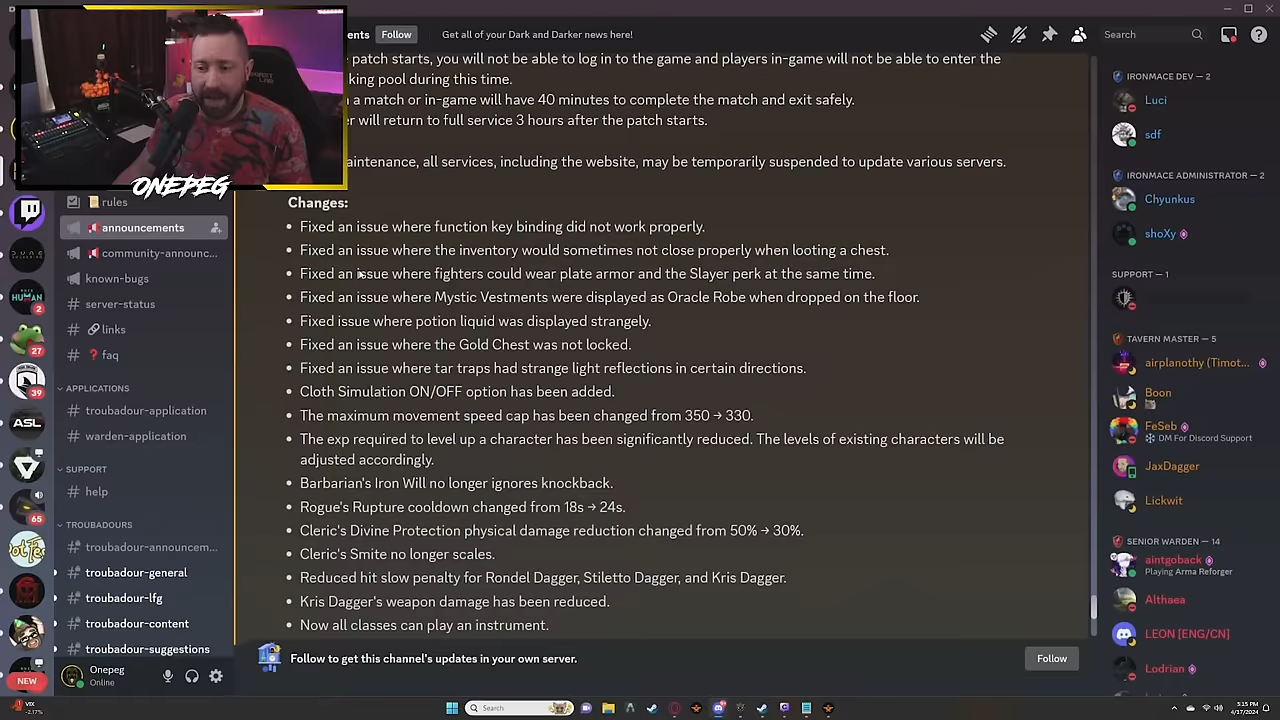 ents
Follow
Get all of your Dark and Darker news here!
Search
e patch starts, you will not be able to log in to the game and players in-game will not be able to enter the
king pool during this time.
a match or in-game will have 40 minutes to complete the match and exit safely.
er will return to full service 3 hours after the patch starts.
aintenance, all services, including the website, may be temporarily suspended to update various servers.
ONEPEG
Changes:
Fixed an issue where function key binding did not work properly.
Fixed an issue where the inventory would sometimes not close properly when looting a chest.
Fixed an issue where fighters could wear plate armor and the Slayer perk at the same time.
Fixed an issue where Mystic Vestments were displayed as Oracle Robe when dropped on the floor.
Fixed issue where potion liquid was displayed strangely.
Fixed an issue where the Gold Chest was not locked.
Fixed an issue where tar traps had strange light reflections in certain directions.
Cloth Simulation ON/OFF option has been added.
The maximum movement speed cap has been changed from 350 → 330.
The exp required to level up a character has been significantly reduced. The levels of existing characters will be
adjusted accordingly.
Barbarian's Iron Will no longer ignores knockback.
Rogue's Rupture cooldown changed from 18s → 24s.
Cleric's Divine Protection physical damage reduction changed from 50% → 30%.
Cleric's Smite no longer scales.
Reduced hit slow penalty for Rondel Dagger, Stiletto Dagger, and Kris Dagger.
Kris Dagger's weapon damage has been reduced.
Now all classes can play an instrument.
Follow to get this channel's updates in your own server.
Follow
rules
announcements
community-announc...
known-bugs
server-status
links
faq
APPLICATIONS
troubadour-application
warden-application
SUPPORT
help
TROUBADOURS
troubadour-announcem...
troubadour-general
troubadour-lfg
troubadour-content
troubadour-suggestions
Onepeg
Online
HUMAN
2
27
39
ASL
65
NEW
IRONMACE DEV — 2
Luci
sdf
IRONMACE ADMINISTRATOR — 2
Chyunkus
shoXy
SUPPORT — 1
TAVERN MASTER — 5
airplanothy (Timot...
Boon
FeSeb
DM For Discord Support
JaxDagger
Lickwit
SENIOR WARDEN — 14
aintgoback
Playing Arma Reforger
Althaea
LEON [ENG/CN]
Lodrian
VIX
-2.17%
Search
5:15 PM
4/17/2024